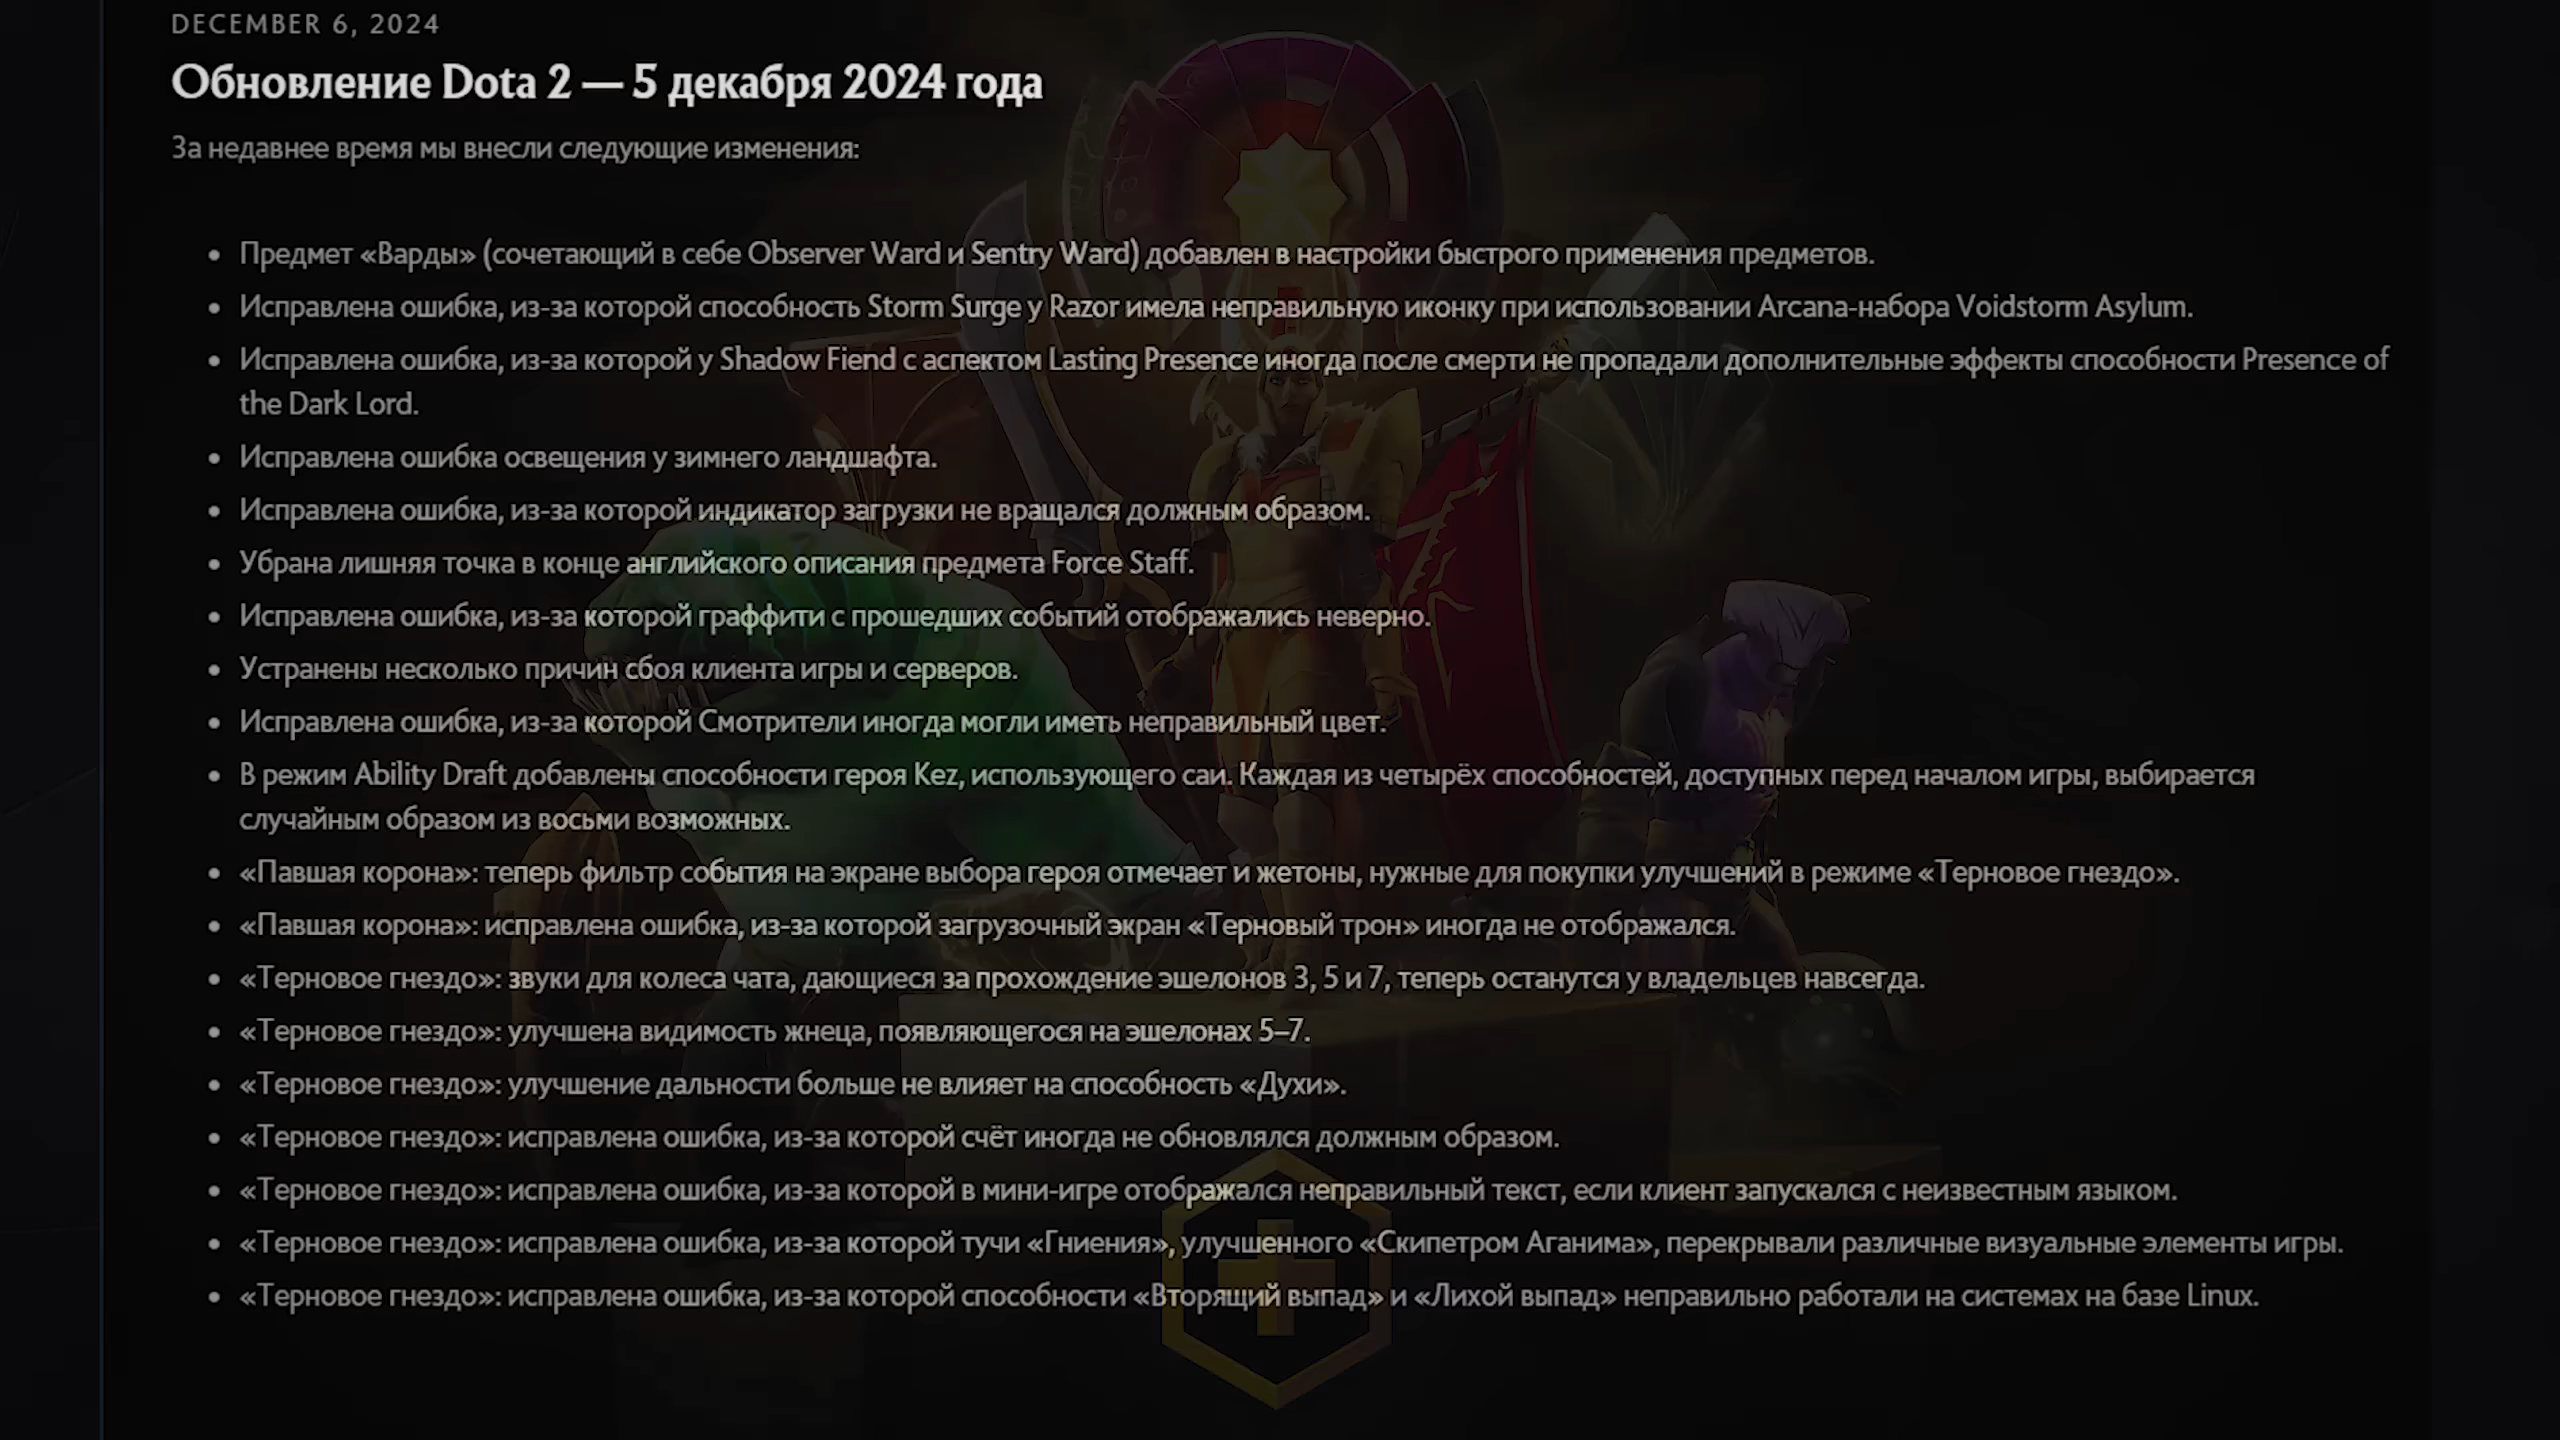 DECEMBER 6, 2024
Обновление Dota 2 — 5 декабря 2024 года
За недавнее время мы внесли следующие изменения:
• Предмет «Варды» (сочетающий в себе Observer Ward и Sentry Ward) добавлен в настройки быстрого применения предметов.
• Исправлена ошибка, из-за которой способность Storm Surge у Razor имела неправильную иконку при использовании Arcana-набора Voidstorm Asylum.
• Исправлена ошибка, из-за которой у Shadow Fiend с аспектом Lasting Presence иногда после смерти не пропадали дополнительные эффекты способности Presence of
the Dark Lord.
• Исправлена ошибка освещения у зимнего ландшафта.
• Исправлена ошибка, из-за которой индикатор загрузки не вращался должным образом.
• Убрана лишняя точка в конце английского описания предмета Force Staff.
• Исправлена ошибка, из-за которой граффити с прошедших событий отображались неверно.
• Устранены несколько причин сбоя клиента игры и серверов.
• Исправлена ошибка, из-за которой Смотрители иногда могли иметь неправильный цвет.
• В режим Ability Draft добавлены способности героя Kez, использующего саи. Каждая из четырёх способностей, доступных перед началом игры, выбирается
случайным образом из восьми возможных.
• «Павшая корона»: теперь фильтр события на экране выбора героя отмечает и жетоны, нужные для покупки улучшений в режиме «Терновое гнездо».
• «Павшая корона»: исправлена ошибка, из-за которой загрузочный экран «Терновый трон» иногда не отображался.
• «Терновое гнездо»: звуки для колеса чата, дающиеся за прохождение эшелонов 3, 5 и 7, теперь останутся у владельцев навсегда.
• «Терновое гнездо»: улучшена видимость жнеца, появляющегося на эшелонах 5–7.
• «Терновое гнездо»: улучшение дальности больше не влияет на способность «Духи».
• «Терновое гнездо»: исправлена ошибка, из-за которой счёт иногда не обновлялся должным образом.
• «Терновое гнездо»: исправлена ошибка, из-за которой в мини-игре отображался неправильный текст, если клиент запускался с неизвестным языком.
• «Терновое гнездо»: исправлена ошибка, из-за которой тучи «Гниения», улучшенного «Скипетром Аганима», перекрывали различные визуальные элементы игры.
• «Терновое гнездо»: исправлена ошибка, из-за которой способности «Вторящий выпад» и «Лихой выпад» неправильно работали на системах на базе Linux.